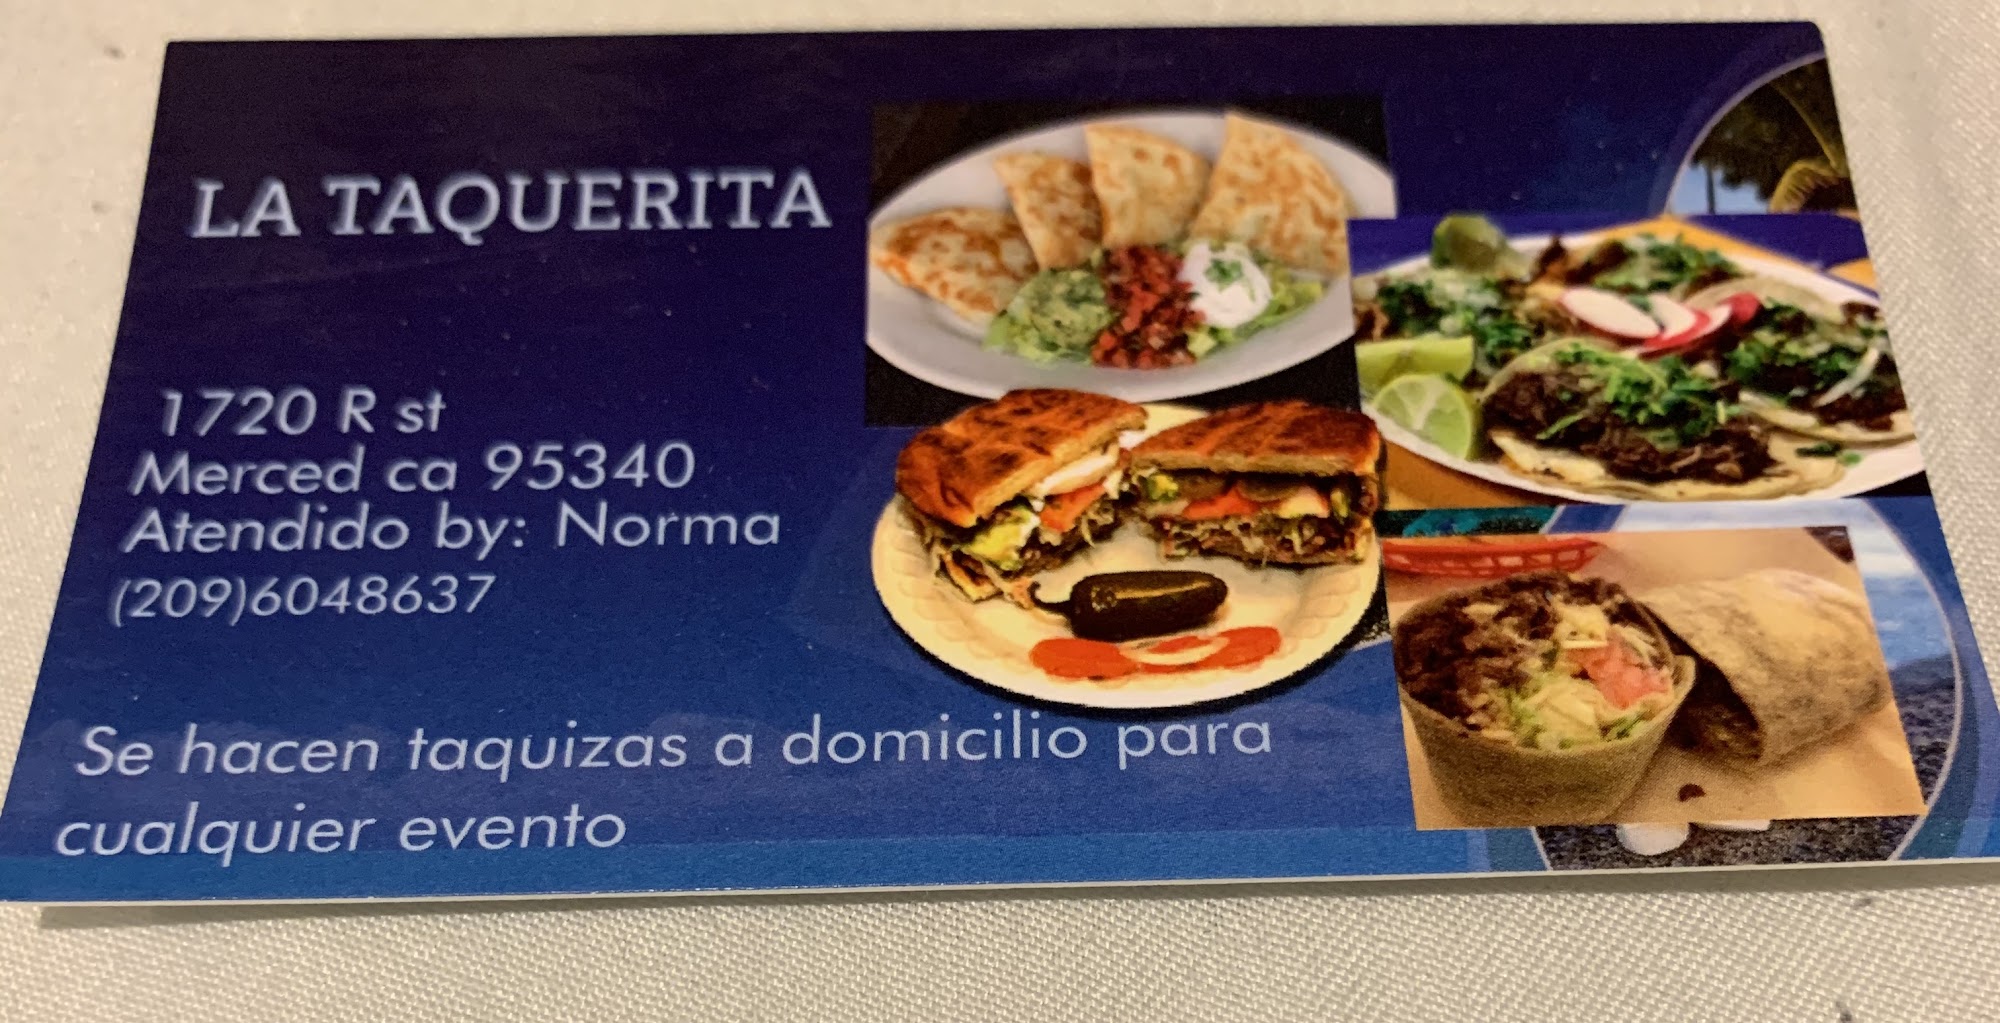 LA TAQUERITA
1720 R st
Merced ca 95340
Atendido by: Norma
(209)6048637
Se hacen taquizas a domicilio para
cualquier evento